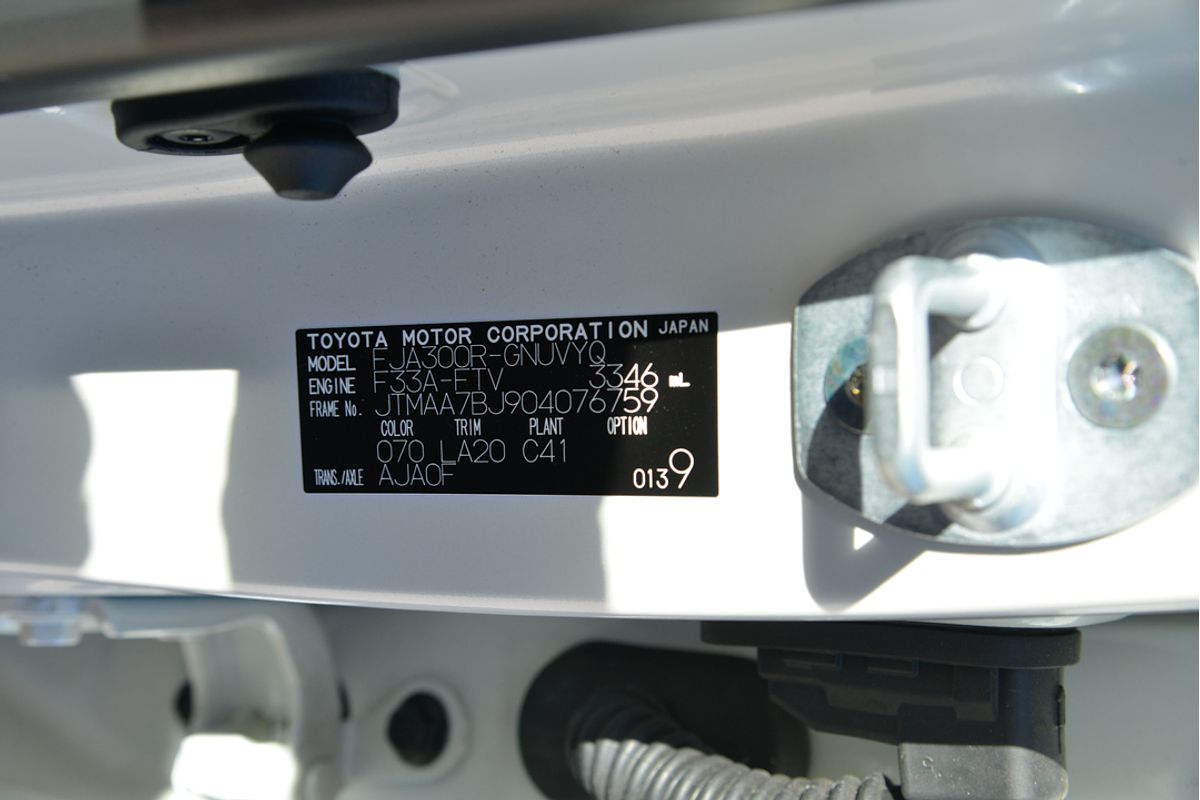 TOYOTA MOTOR CORPORATION JAPAN
MODEL FJA300R-GNUVYQ
ENGINE F33A-FTV 3346 mL
FRAME No. JTMAA7BJ904076759
COLOR TRIM PLANT OPTION
070 LA20 C41
TRANS./AXLE AJA0F 0139